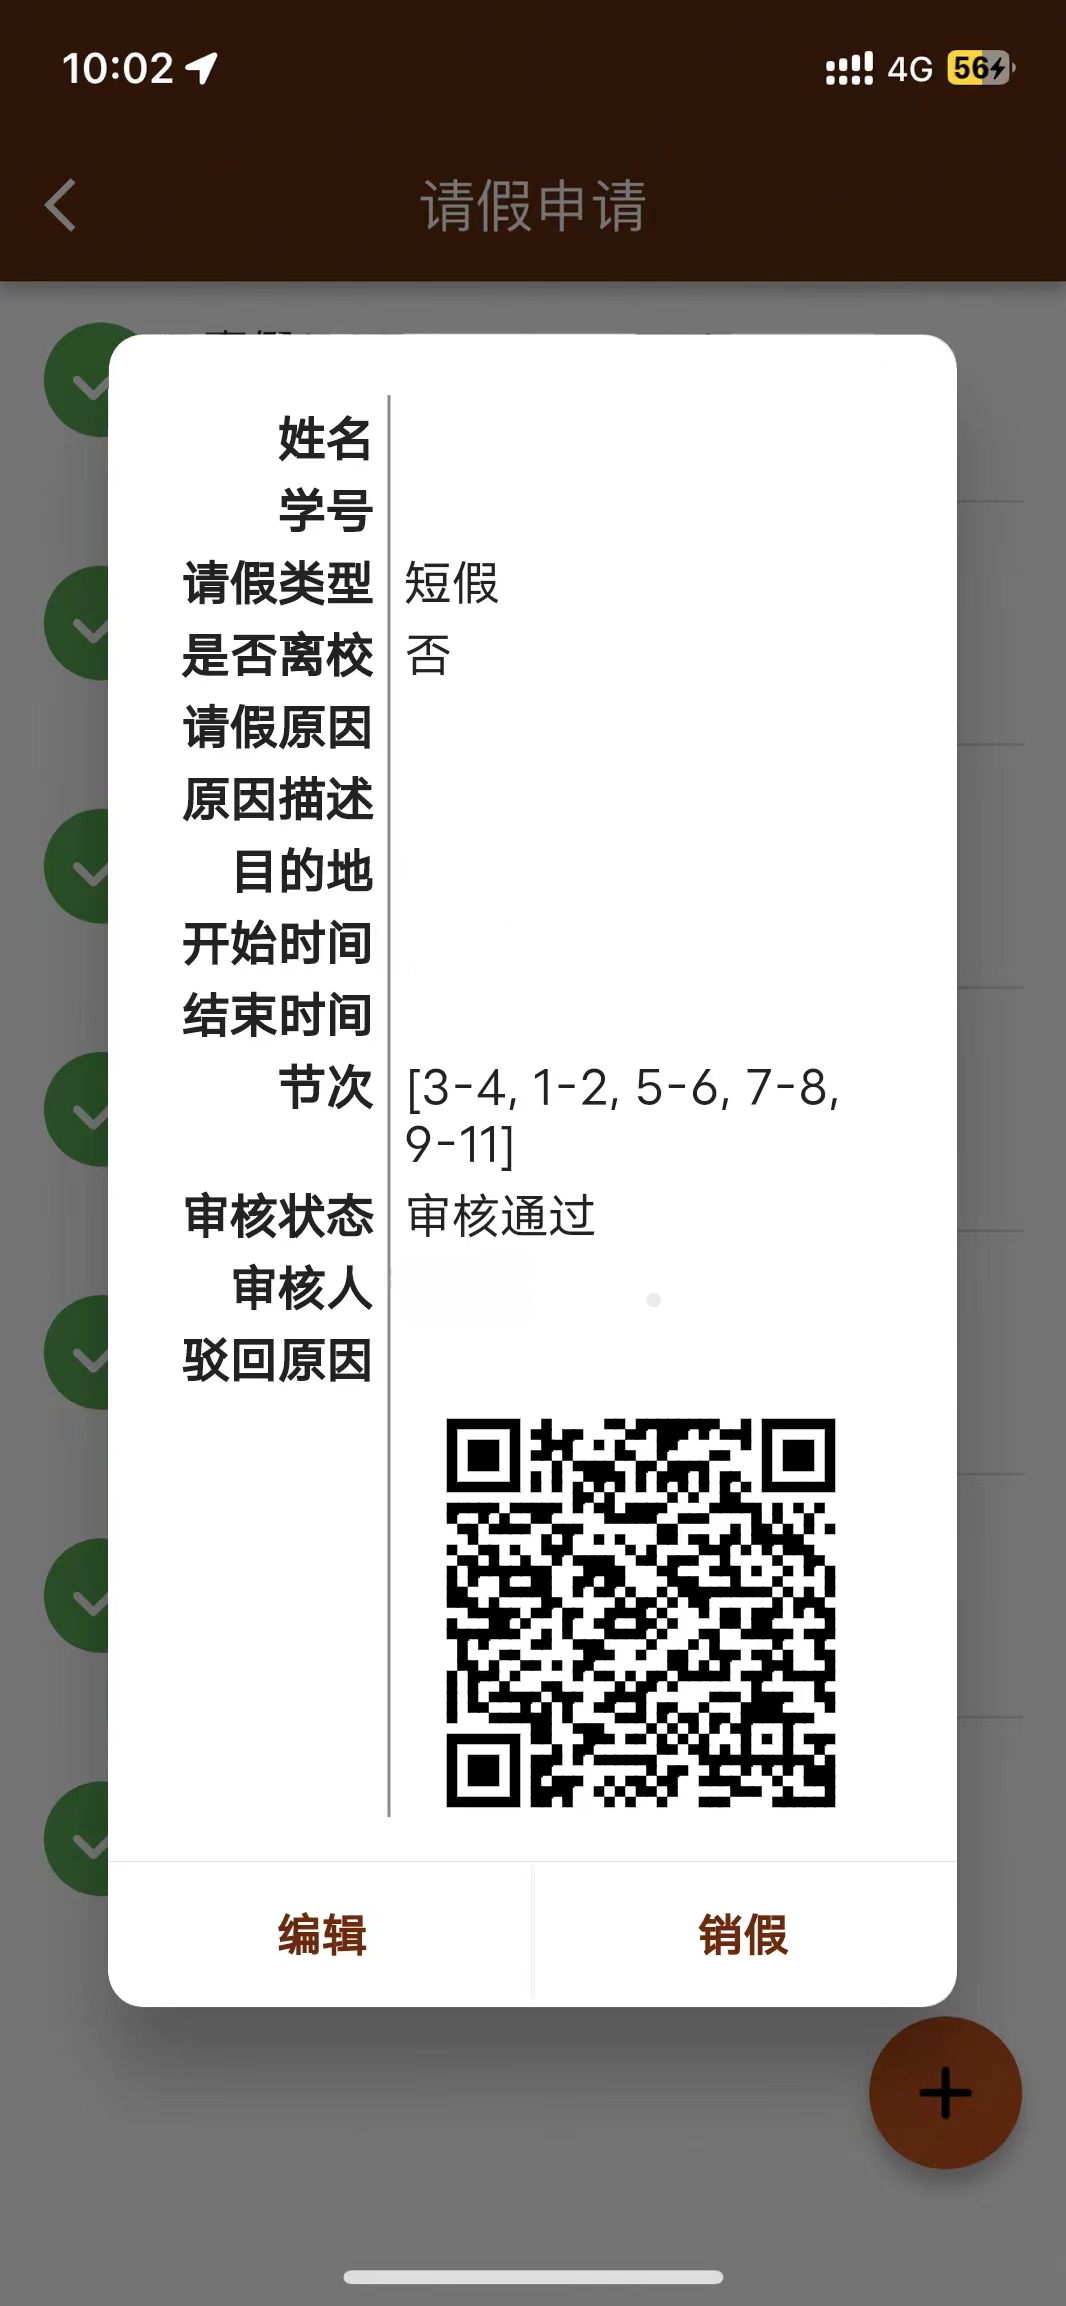 10:02
4G
56
请假申请
姓名
学号
请假类型 短假
是否离校 否
请假原因
原因描述
目的地
开始时间
结束时间
节次 [3-4, 1-2, 5-6, 7-8,
9-11]
审核状态 审核通过
审核人
驳回原因
编辑
销假